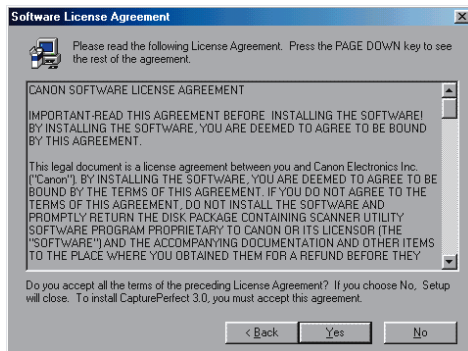 Software License Agreement
Please read the following License Agreement. Press the PAGE DOWN key to see
the rest of the agreement.
CANON SOFTWARE LICENSE AGREEMENT
IMPORTANT-READ THIS AGREEMENT BEFORE INSTALLING THE SOFTWARE!
BY INSTALLING THE SOFTWARE, YOU ARE DEEMED TO AGREE TO BE BOUND
BY THIS AGREEMENT.
This legal document is a license agreement between you and Canon Electronics Inc.
("Canon"). BY INSTALLING THE SOFTWARE, YOU ARE DEEMED TO AGREE TO BE
BOUND BY THE TERMS OF THIS AGREEMENT. IF YOU DO NOT AGREE TO THE
TERMS OF THIS AGREEMENT, DO NOT INSTALL THE SOFTWARE AND
PROMPTLY RETURN THE DISK PACKAGE CONTAINING SCANNER UTILITY
SOFTWARE PROGRAM PROPRIETARY TO CANON OR ITS LICENSOR (THE
"SOFTWARE") AND THE ACCOMPANYING DOCUMENTATION AND OTHER ITEMS
TO THE PLACE WHERE YOU OBTAINED THEM FOR A REFUND BEFORE THEY
Do you accept all the terms of the preceding License Agreement? If you choose No, Setup
will close. To install CapturePerfect 3.0, you must accept this agreement.
< Back Yes No